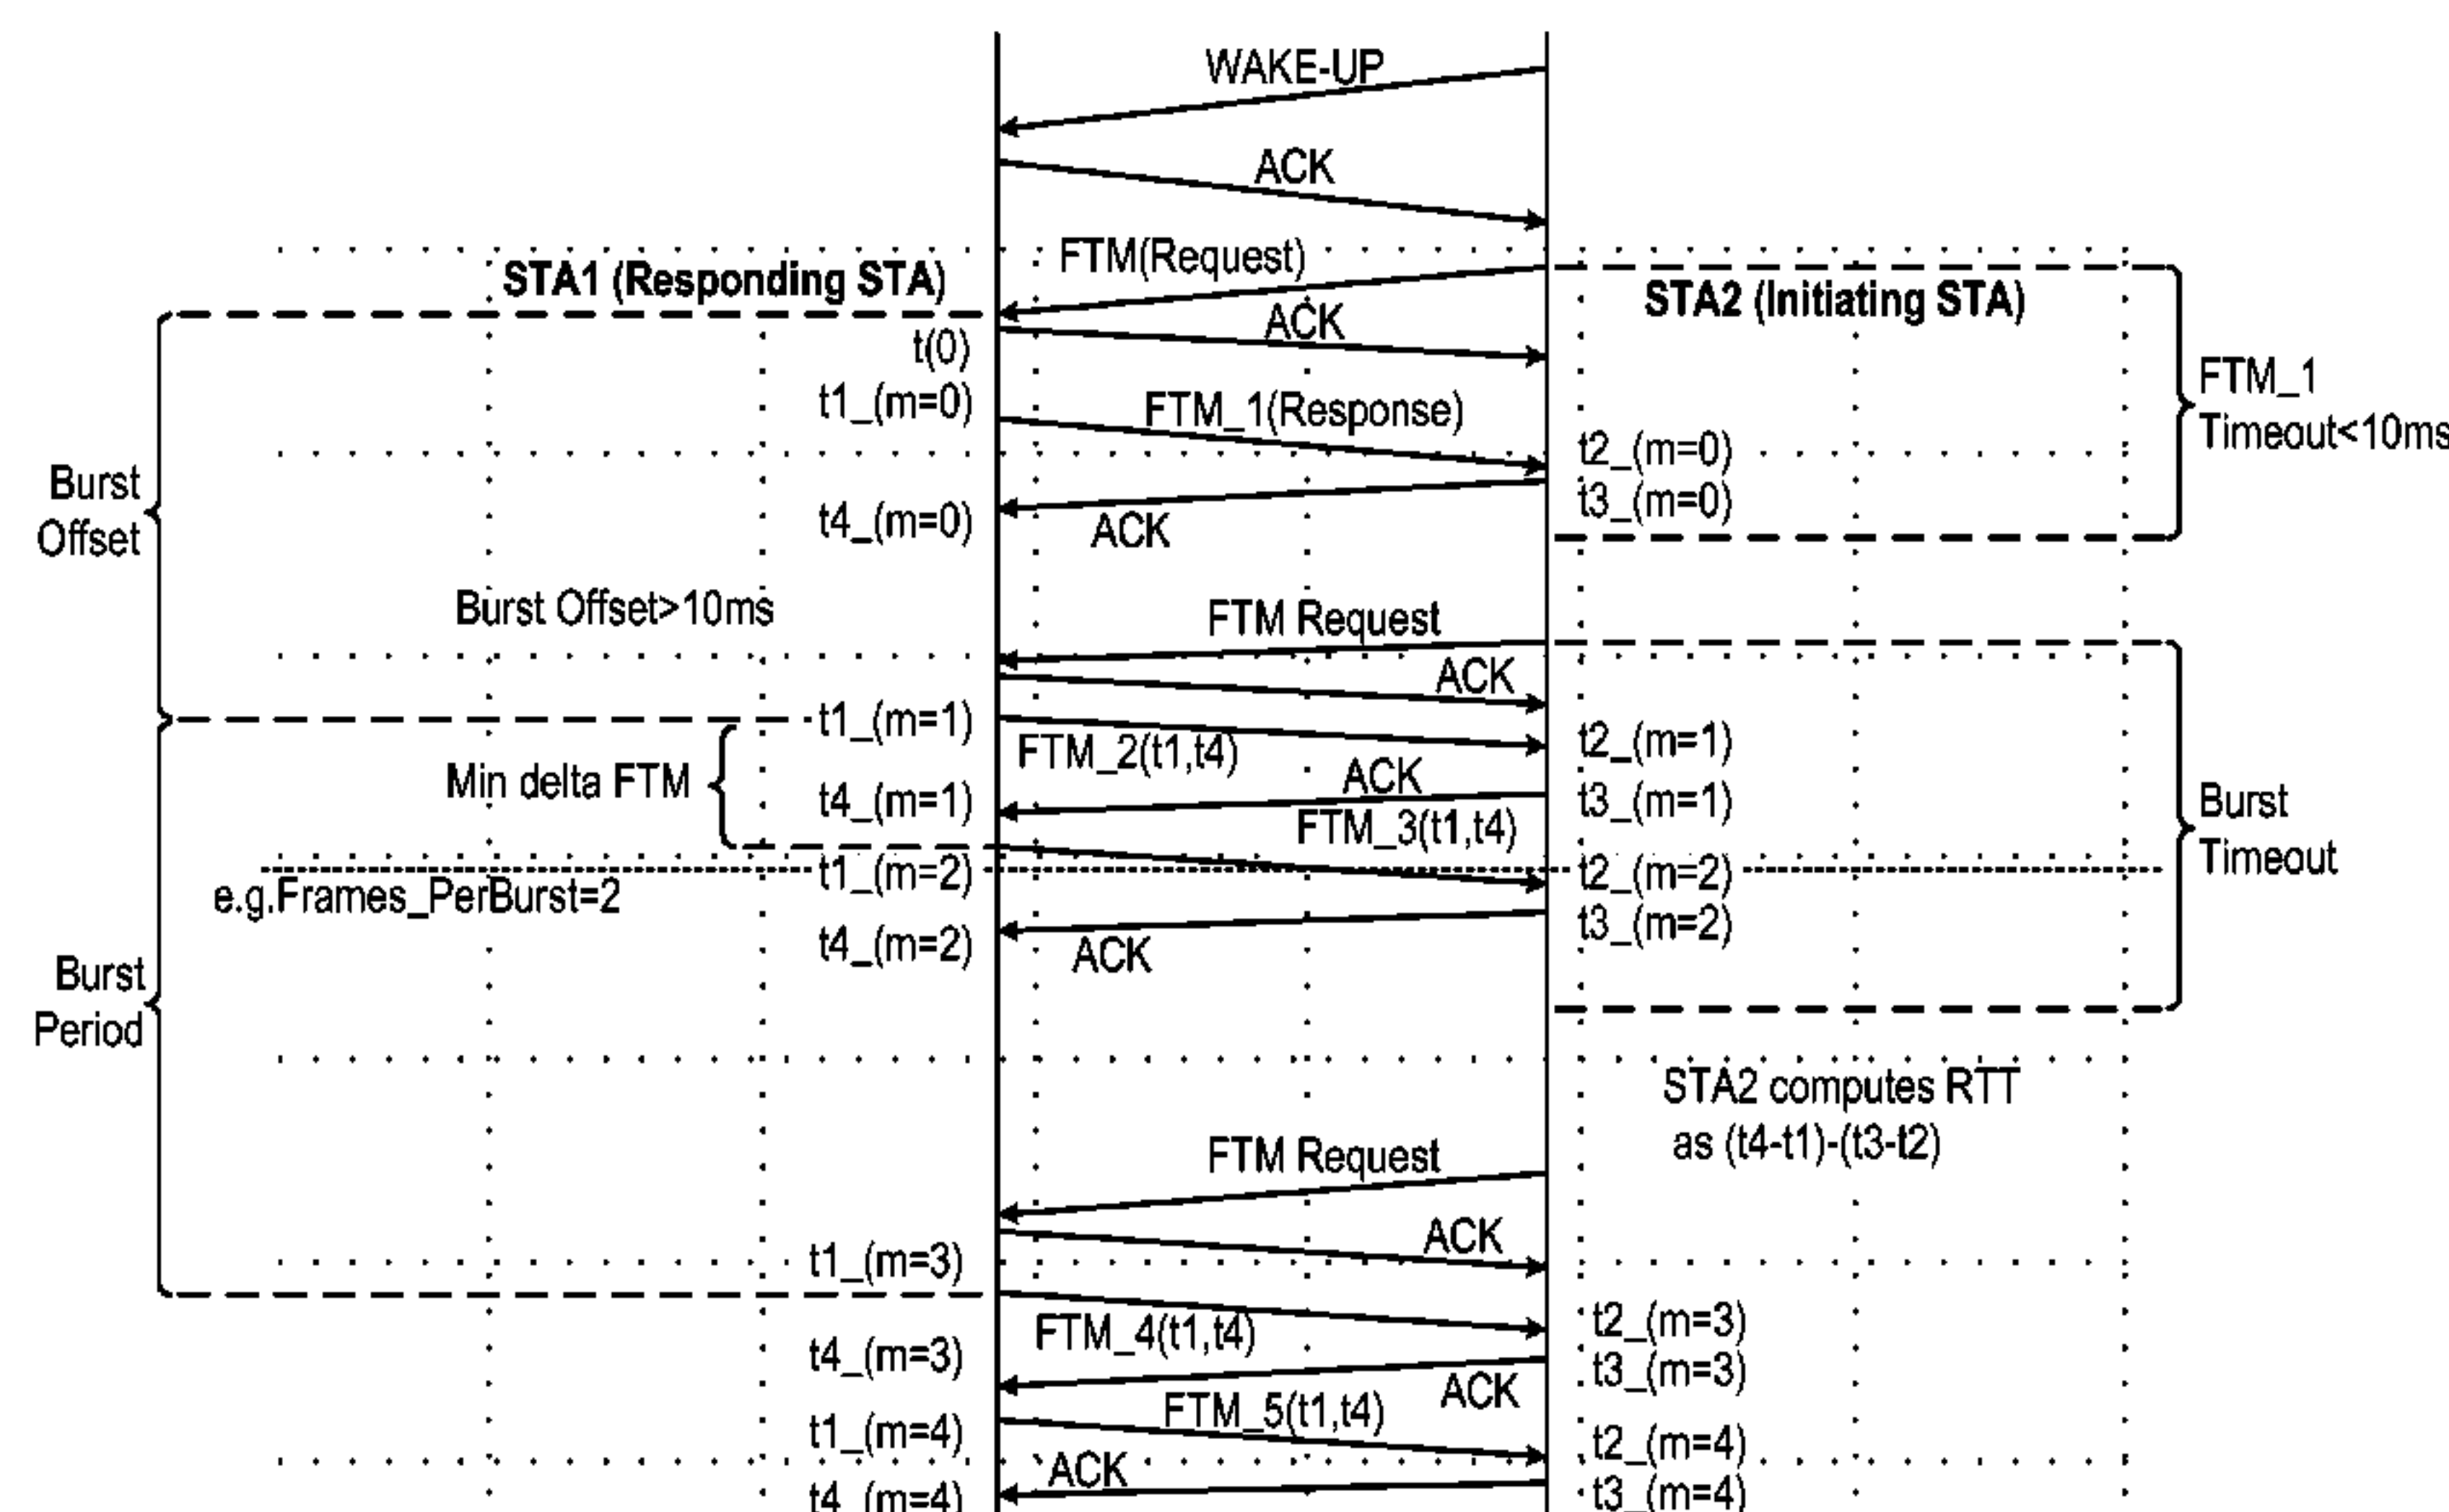 WAKE-UP
ACK
FTM(Request)
STA1 (Responding STA)
STA2 (Initiating STA)
ACK
t(0)
t1_(m=0)
FTM_1(Response)
FTM_1
Timeout<10ms
t2_(m=0)
Burst
Offset
t3_(m=0)
t4_(m=0)
ACK
Burst Offset>10ms
FTM Request
ACK
t1_(m=1)
FTM_2(t1,t4)
t2_(m=1)
Min delta FTM
ACK
t4_(m=1)
t3_(m=1)
FTM_3(t1,t4)
Burst
Timeout
t1_(m=2)
t2_(m=2)
e.g.Frames_PerBurst=2
t3_(m=2)
t4_(m=2)
ACK
Burst
Period
STA2 computes RTT
as (t4-t1)-(t3-t2)
FTM Request
ACK
t1_(m=3)
FTM_4(t1,t4)
t2_(m=3)
t4_(m=3)
t3_(m=3)
ACK
FTM_5(t1,t4)
t1_(m=4)
t2_(m=4)
ACK
t4_(m=4)
t3_(m=4)